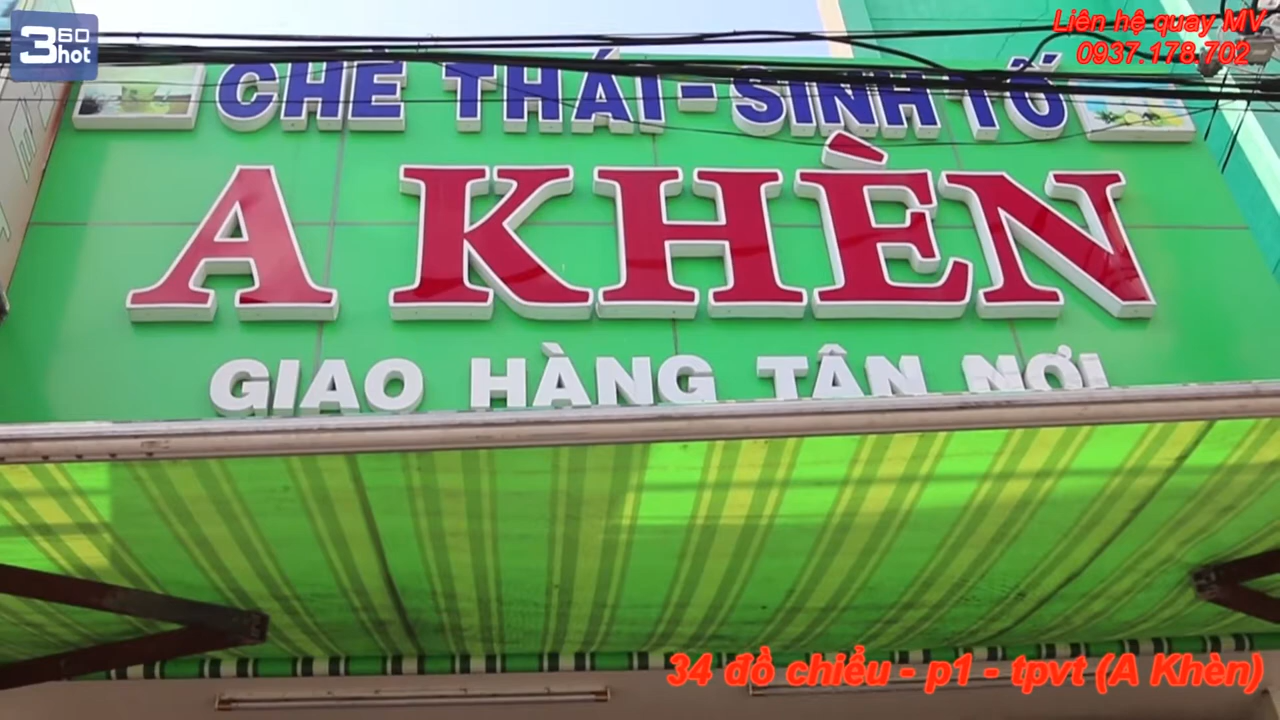 360hot
Liên hệ quay MV
0937.178.702
CHÈ THÁI - SINH TỐ
A KHÈN
GIAO HÀNG TÂN NƠI
34 đồ chiểu - p1 - tpvt (A Khèn)